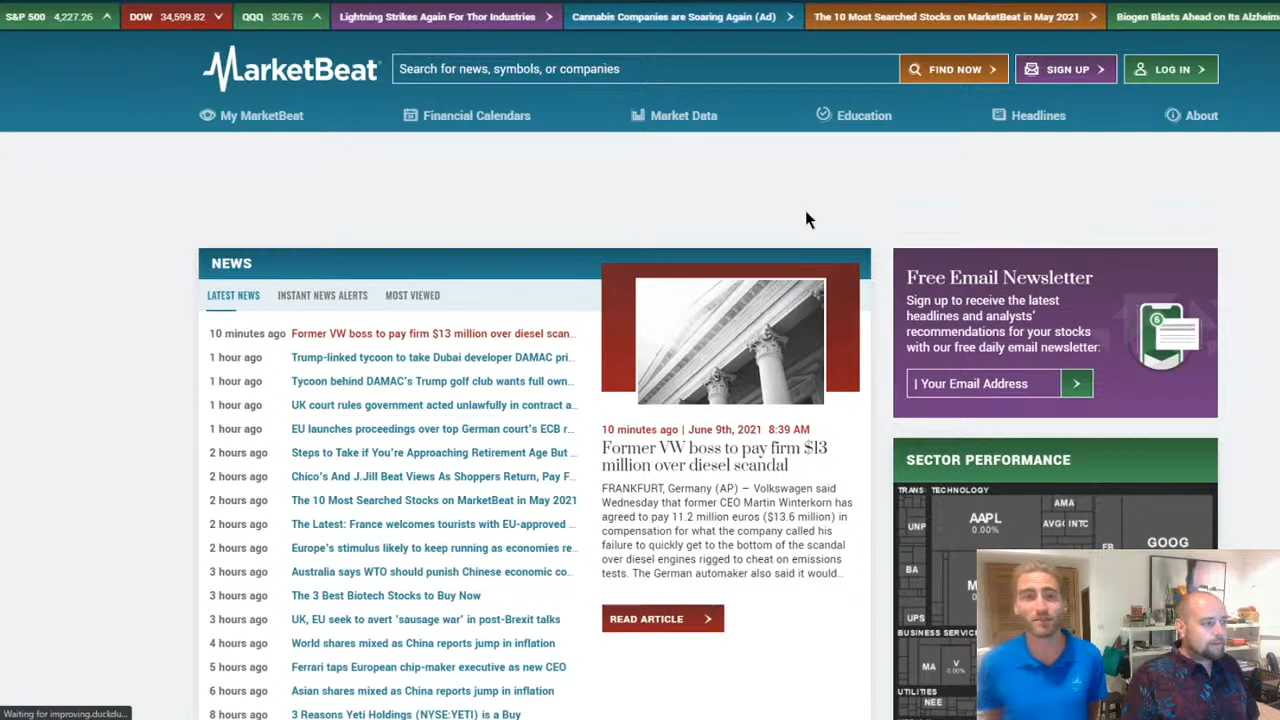 S&P 500 4,227.26
DOW 34,599.82
QQQ 336.76
Lightning Strikes Again For Thor Industries
Cannabis Companies are Soaring Again (Ad)
The 10 Most Searched Stocks on MarketBeat in May 2021
Biogen Blasts Ahead on Its Alzheim
MarketBeat
Search for news, symbols, or companies
FIND NOW
SIGN UP
LOG IN
My MarketBeat
Financial Calendars
Market Data
Education
Headlines
About
NEWS
LATEST NEWS
INSTANT NEWS ALERTS
MOST VIEWED
10 minutes ago Former VW boss to pay firm $13 million over diesel scan...
1 hour ago Trump-linked tycoon to take Dubai developer DAMAC pri...
1 hour ago Tycoon behind DAMAC's Trump golf club wants full own...
1 hour ago UK court rules government acted unlawfully in contract a...
1 hour ago EU launches proceedings over top German court's ECB r...
2 hours ago Steps to Take if You're Approaching Retirement Age But ...
2 hours ago Chico's And J.Jill Beat Views As Shoppers Return, Pay F...
2 hours ago The 10 Most Searched Stocks on MarketBeat in May 2021
2 hours ago The Latest: France welcomes tourists with EU-approved ...
2 hours ago Europe's stimulus likely to keep running as economies re...
3 hours ago Australia says WTO should punish Chinese economic co...
3 hours ago The 3 Best Biotech Stocks to Buy Now
3 hours ago UK, EU seek to avert 'sausage war' in post-Brexit talks
4 hours ago World shares mixed as China reports jump in inflation
5 hours ago Ferrari taps European chip-maker executive as new CEO
6 hours ago Asian shares mixed as China reports jump in inflation
8 hours ago 3 Reasons Yeti Holdings (NYSE:YETI) is a Buy
10 minutes ago | June 9th, 2021 8:39 AM
Former VW boss to pay firm $13
million over diesel scandal
FRANKFURT, Germany (AP) — Volkswagen said
Wednesday that former CEO Martin Winterkorn has
agreed to pay 11.2 million euros ($13.6 million) in
compensation for what the company called his
failure to quickly get to the bottom of the scandal
over diesel engines rigged to cheat on emissions
tests. The German automaker also said it would...
READ ARTICLE
Free Email Newsletter
Sign up to receive the latest
headlines and analysts'
recommendations for your stocks
with our free daily email newsletter.
| Your Email Address
SECTOR PERFORMANCE
TRANS
TECHNOLOGY
UNP
AAPL
0.00%
AMA
AVG
INTC
FB
GOOG
BA
UPS
BUSINESS SERVIC
MA
V
0.00%
UTILITIES
NEE
Waiting for improving.duckdu...